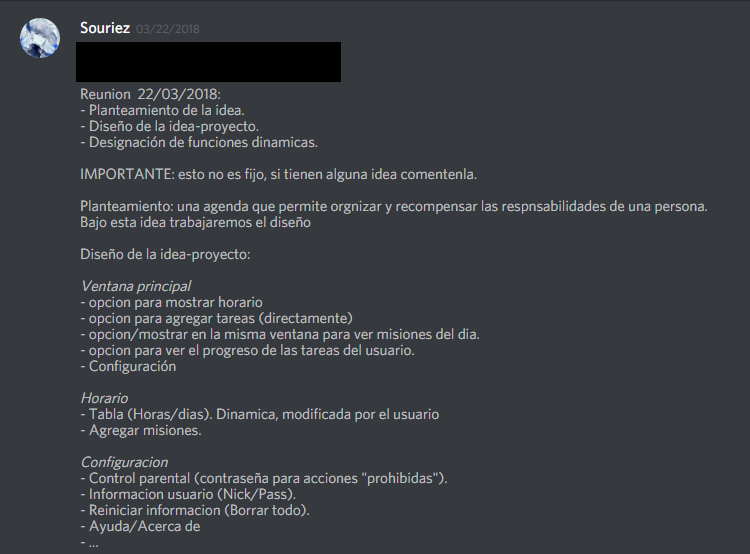 Souriez 03/22/2018
Reunion 22/03/2018:
- Planteamiento de la idea.
- Diseño de la idea-proyecto.
- Designación de funciones dinamicas.
IMPORTANTE: esto no es fijo, si tienen alguna idea comentenla.
Planteamiento: una agenda que permite orgnizar y recompensar las respnsabilidades de una persona.
Bajo esta idea trabajaremos el diseño
Diseño de la idea-proyecto:
Ventana principal
- opcion para mostrar horario
- opcion para agregar tareas (directamente)
- opcion/mostrar en la misma ventana para ver misiones del dia.
- opcion para ver el progreso de las tareas del usuario.
- Configuración
Horario
- Tabla (Horas/dias). Dinamica, modificada por el usuario
- Agregar misiones.
Configuracion
- Control parental (contraseña para acciones "prohibidas").
- Informacion usuario (Nick/Pass).
- Reiniciar informacion (Borrar todo).
- Ayuda/Acerca de
- ...